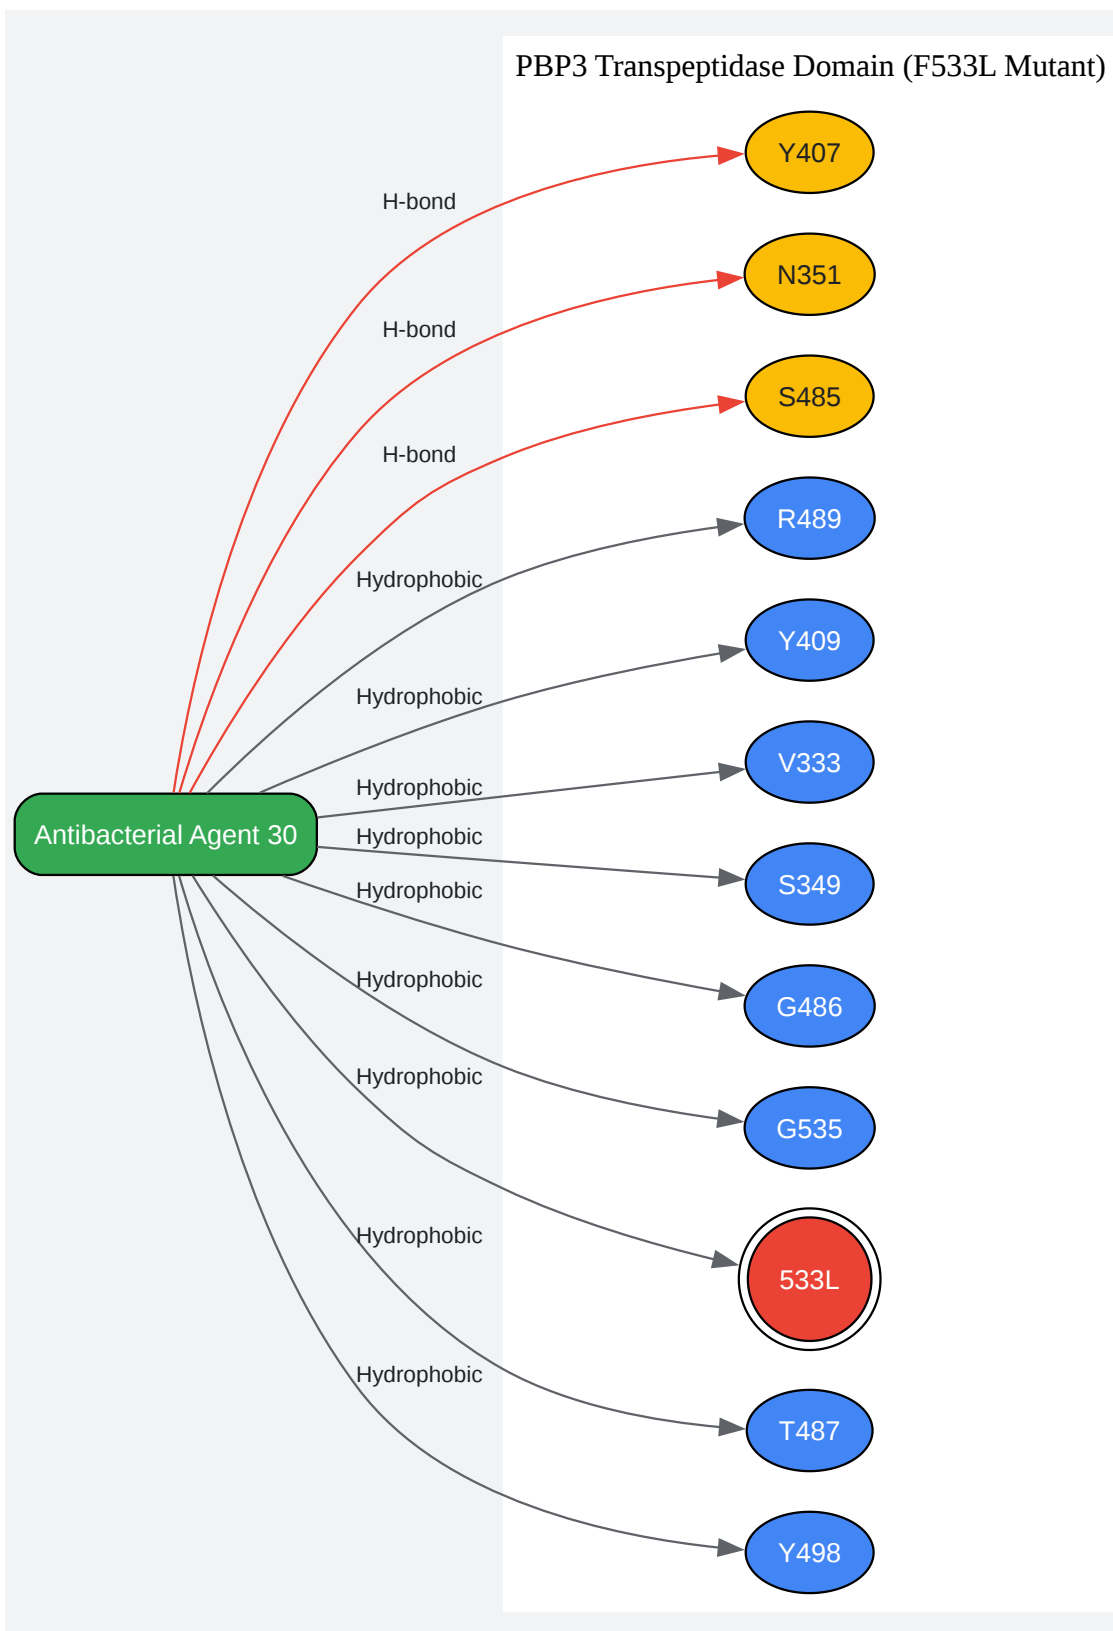 PBP3 Transpeptidase Domain (F533L Mutant)
Y407
H-bond
N351
H-bond
S485
H-bond
R489
Hydrophobic
Y409
Hydrophobic
V333
Hydrophobic
Antibacterial Agent 30
Hydrophobic
S349
Hydrophobic
G486
Hydrophobic
G535
Hydrophobic
533L
Hydrophobic
T487
Hydrophobic
Y498